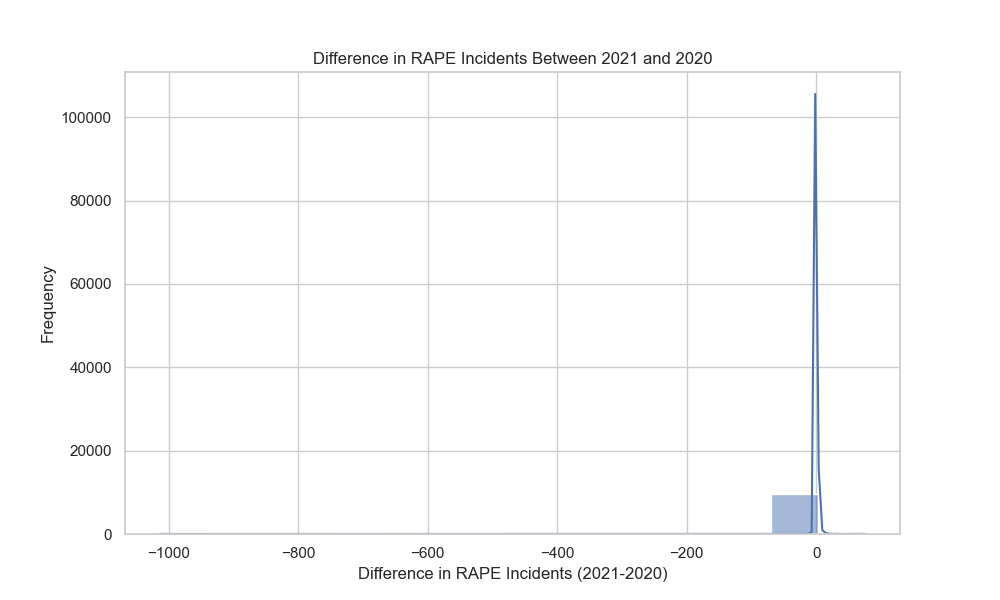 Difference in RAPE Incidents Between 2021 and 2020
Frequency
100000
80000
60000
40000
20000
0
−1000 −800 −600 −400 −200 0
Difference in RAPE Incidents (2021-2020)